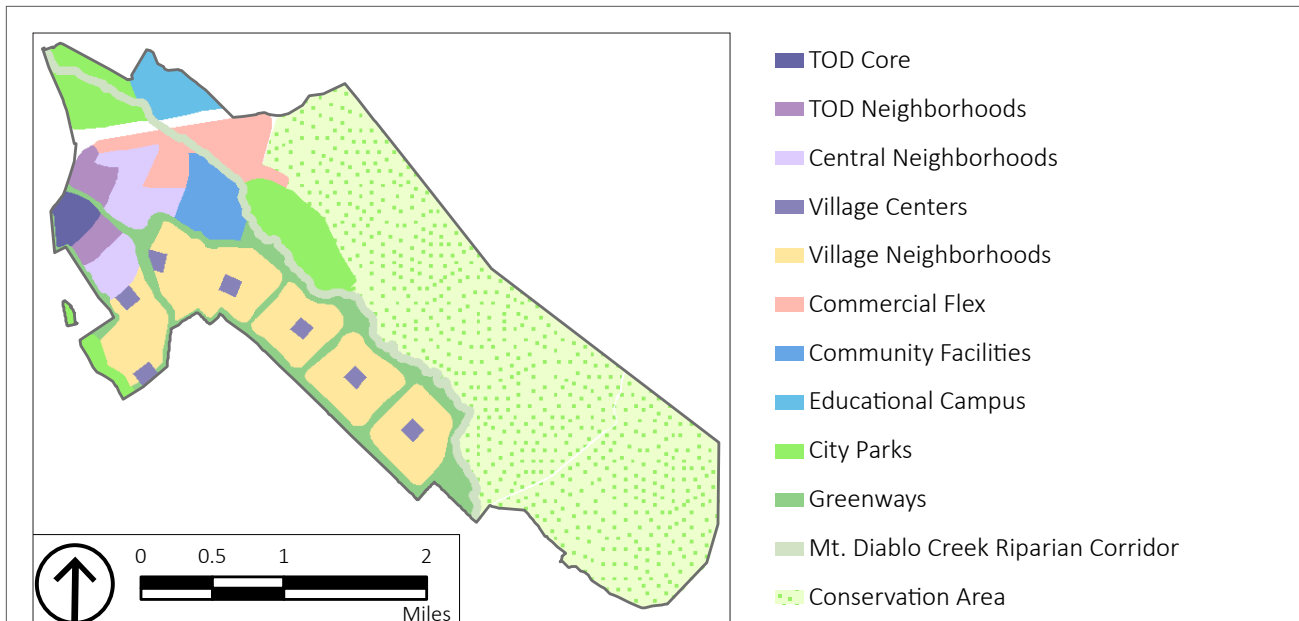 TOD Core
TOD Neighborhoods
Central Neighborhoods
Village Centers
Village Neighborhoods
Commercial Flex
Community Facilities
Educational Campus
City Parks
Greenways
Mt. Diablo Creek Riparian Corridor
Conservation Area
0 0.5 1 2
Miles